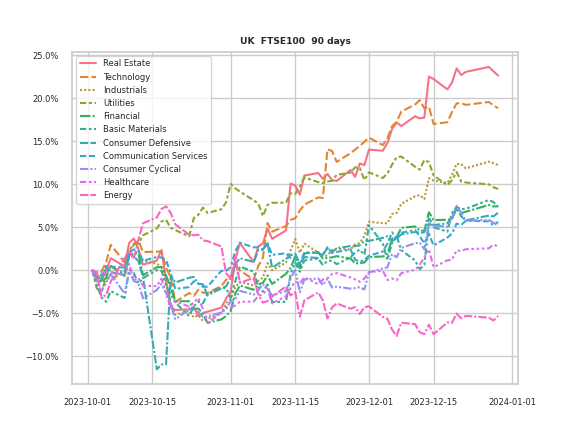 UK FTSE100 90 days
25.0%
20.0%
15.0%
10.0%
5.0%
0.0%
−5.0%
−10.0%
Real Estate
Technology
Industrials
Utilities
Financial
Basic Materials
Consumer Defensive
Communication Services
Consumer Cyclical
Healthcare
Energy
2023-10-01 2023-10-15 2023-11-01 2023-11-15 2023-12-01 2023-12-15 2024-01-01